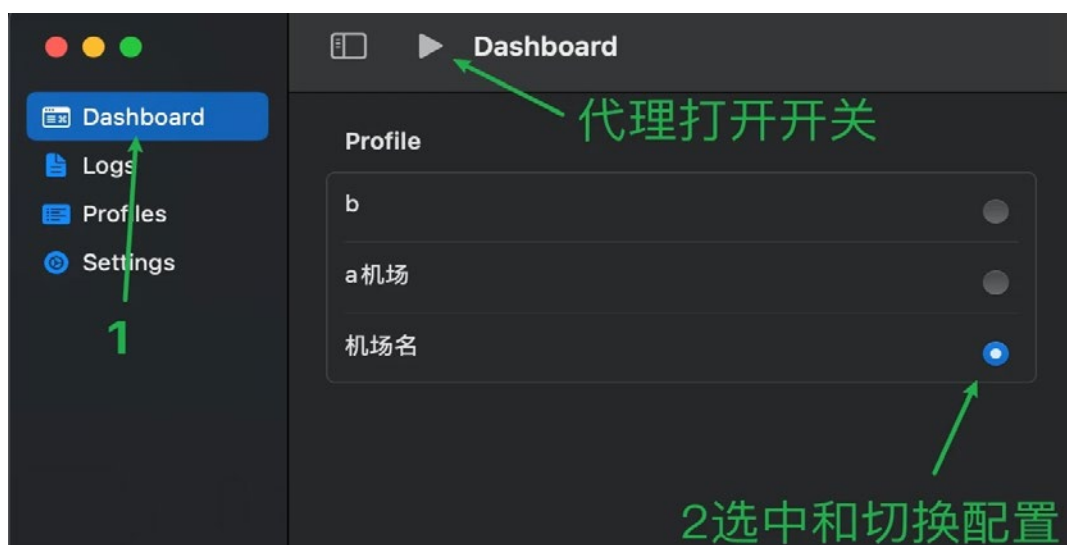 Dashboard
Dashboard
代理打开开关
Logs
Profiles
Settings
1
Profile
b
a机场
机场名
2选中和切换配置